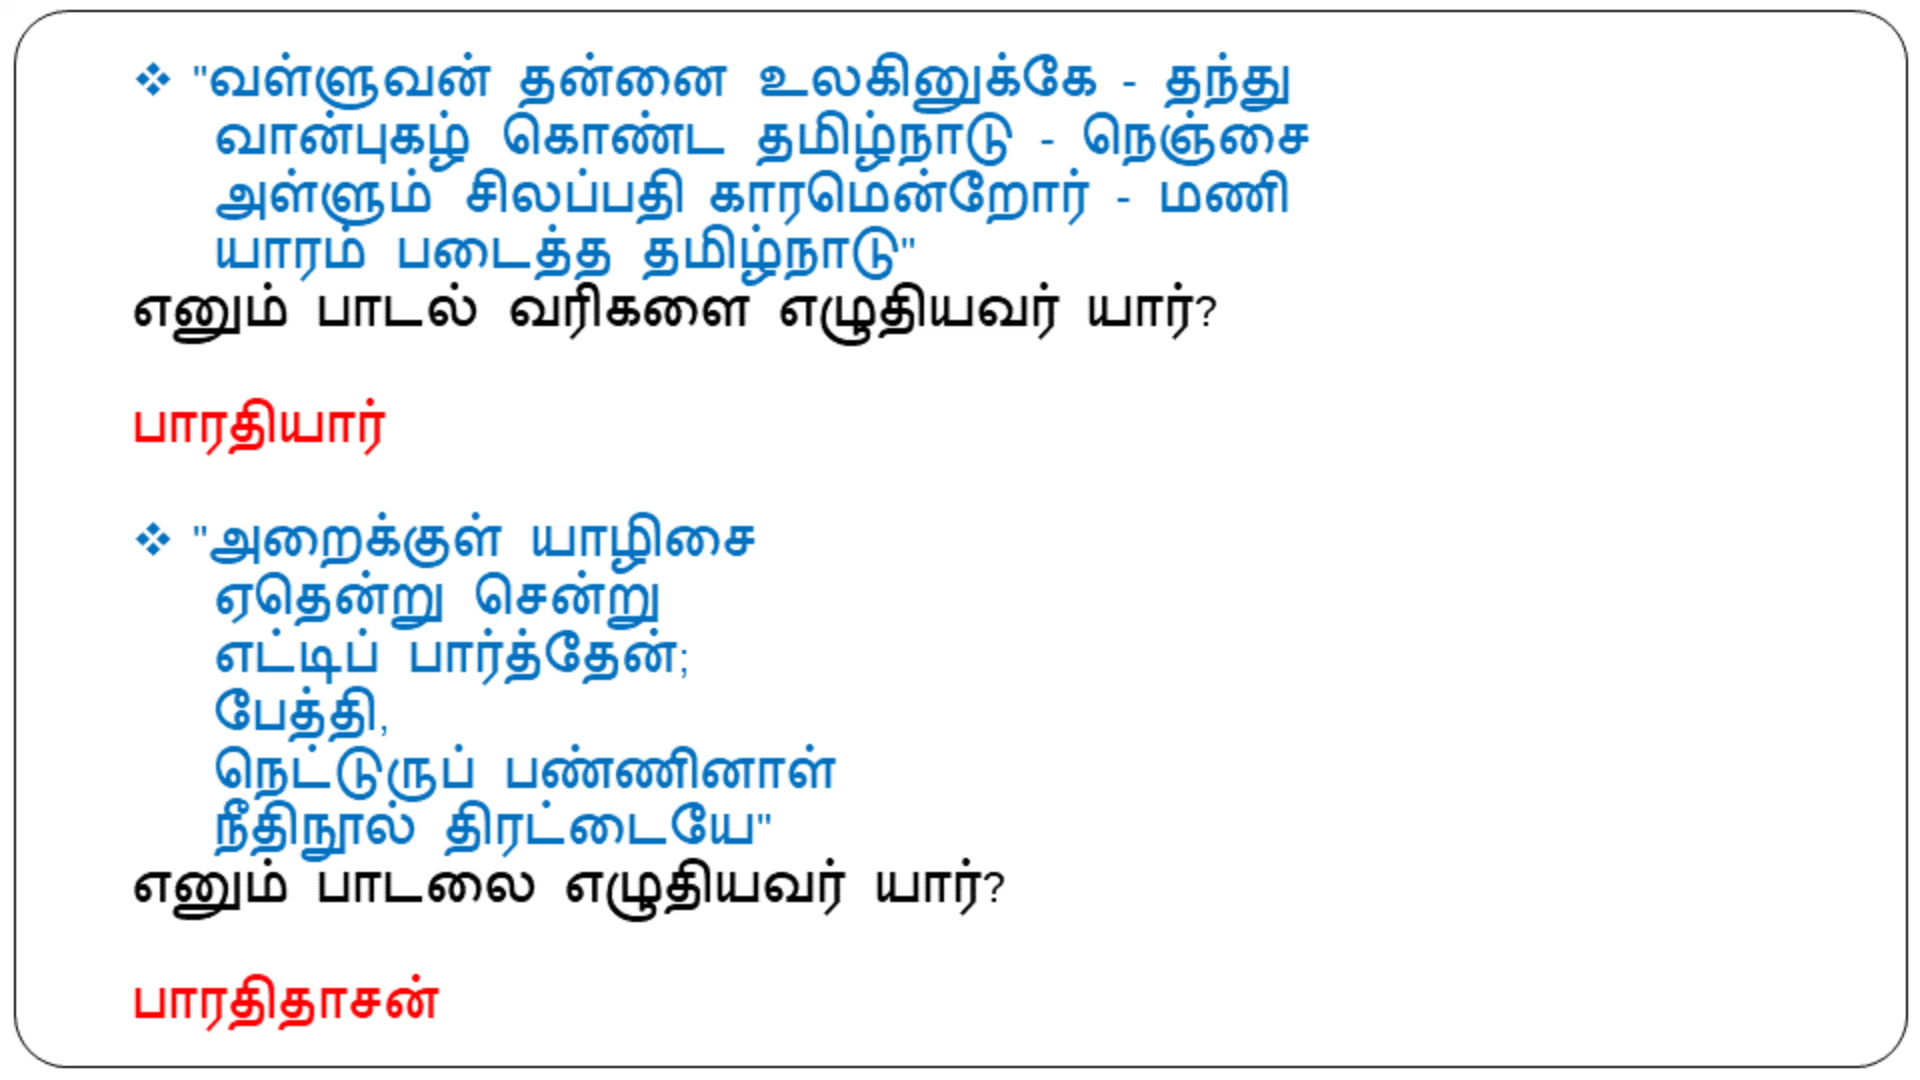 ❖ "வள்ளுவன் தன்னை உலகினுக்கே - தந்து
வான்புகழ் கொண்ட தமிழ்நாடு - நெஞ்சை
அள்ளும் சிலப்பதி காரமென்றோர் - மணி
யாரம் படைத்த தமிழ்நாடு"
எனும் பாடல் வரிகளை எழுதியவர் யார்?
பாரதியார்
❖ "அறைக்குள் யாழிசை
ஏதென்று சென்று
எட்டிப் பார்த்தேன்;
பேத்தி,
நெட்டுருப் பண்ணினாள்
நீதிநூல் திரட்டையே"
எனும் பாடலை எழுதியவர் யார்?
பாரதிதாசன்